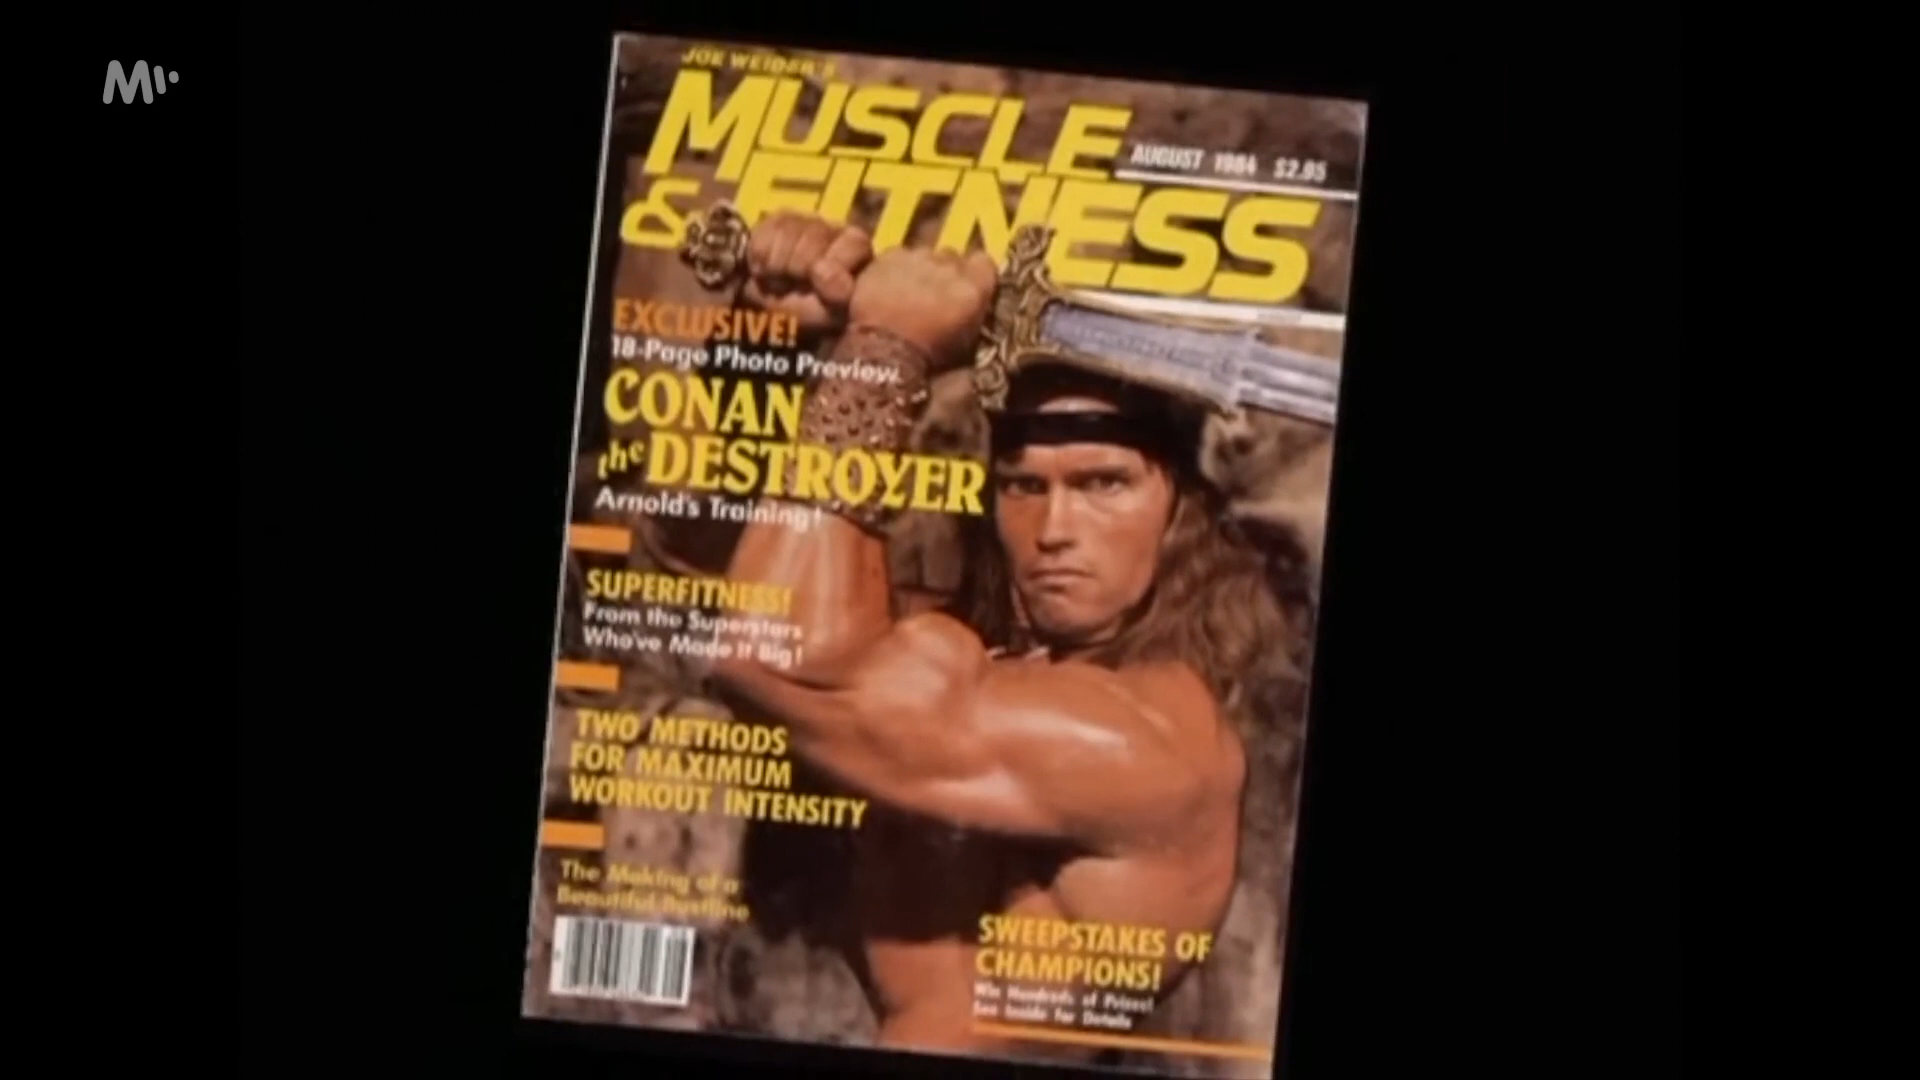 JOE WEIDER'S
MUSCLE
& FITNESS
AUGUST 1984 $2.95
EXCLUSIVE!
18-Page Photo Preview
CONAN
the DESTROYER
Arnold's Training!
SUPERFITNESS!
From the Superstars
Who've Made It Big!
TWO METHODS
FOR MAXIMUM
WORKOUT INTENSITY
The Making of a
Beautiful Bustline
SWEEPSTAKES OF
CHAMPIONS!
Win Hundreds of Prizes!
See Inside for Details